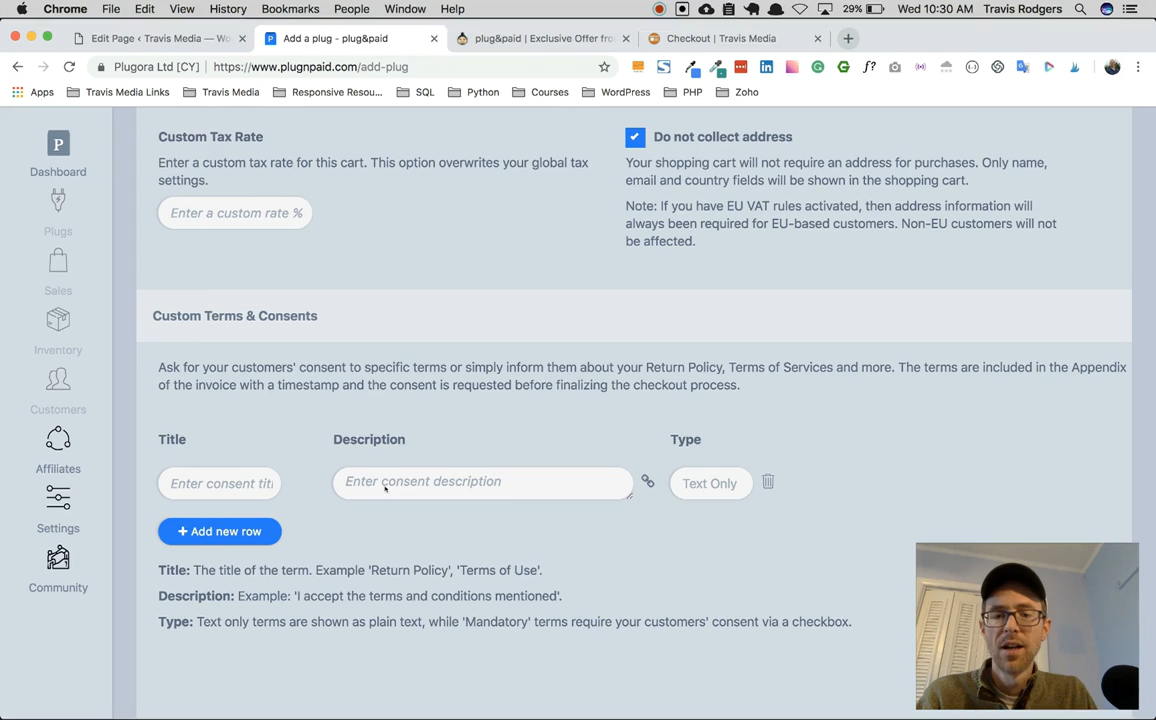 Chrome File Edit View History Bookmarks People Window Help 29% Wed 10:30 AM Travis Rodgers
Edit Page ‹ Travis Media — Wo
Add a plug - plug&paid
plug&paid | Exclusive Offer fro
Checkout | Travis Media
Plugora Ltd [CY] https://www.plugnpaid.com/add-plug
Apps Travis Media Links Travis Media Responsive Resou... SQL Python Courses WordPress PHP Zoho
Dashboard
Plugs
Sales
Inventory
Customers
Affiliates
Settings
Community
Custom Tax Rate
Enter a custom tax rate for this cart. This option overwrites your global tax
settings.
Enter a custom rate %
Do not collect address
Your shopping cart will not require an address for purchases. Only name,
email and country fields will be shown in the shopping cart.
Note: If you have EU VAT rules activated, then address information will
always been required for EU-based customers. Non-EU customers will not
be affected.
Custom Terms & Consents
Ask for your customers' consent to specific terms or simply inform them about your Return Policy, Terms of Services and more. The terms are included in the Appendix
of the invoice with a timestamp and the consent is requested before finalizing the checkout process.
Title Description Type
Enter consent titl Enter consent description Text Only
+ Add new row
Title: The title of the term. Example 'Return Policy', 'Terms of Use'.
Description: Example: 'I accept the terms and conditions mentioned'.
Type: Text only terms are shown as plain text, while 'Mandatory' terms require your customers' consent via a checkbox.